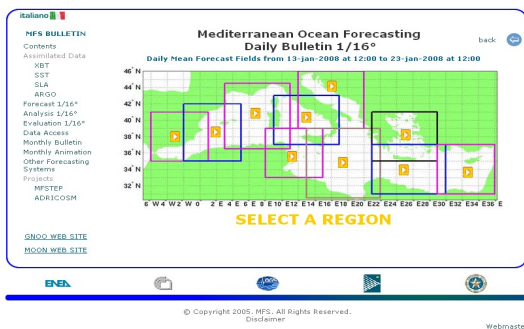 italiano
MFS BULLETIN
Contents
Assimilated Data
XBT
SST
SLA
ARGO
Forecast 1/16°
Analysis 1/16°
Evaluation 1/16°
Data Access
Monthly Bulletin
Monthly Animation
Other Forecasting
Systems
Projects
MFSTEP
ADRICOSM
GNOO WEB SITE
MOON WEB SITE
Mediterranean Ocean Forecasting
Daily Bulletin 1/16°
back
Daily Mean Forecast Fields from 13-jan-2008 at 12:00 to 23-jan-2008 at 12:00
46°N
44°N
42°N
40°N
38°N
36°N
34°N
32°N
6 W 4 W 2 W 0 2 E 4 E 6 E 8 E 10 E 12 E 14 E 16 E 18 E 20 E 22 E 24 E 26 E 28 E 30 E 32 E 34 E 36 E
SELECT A REGION
ENEA
© Copyright 2005. MFS. All Rights Reserved.
Disclaimer
Webmaste